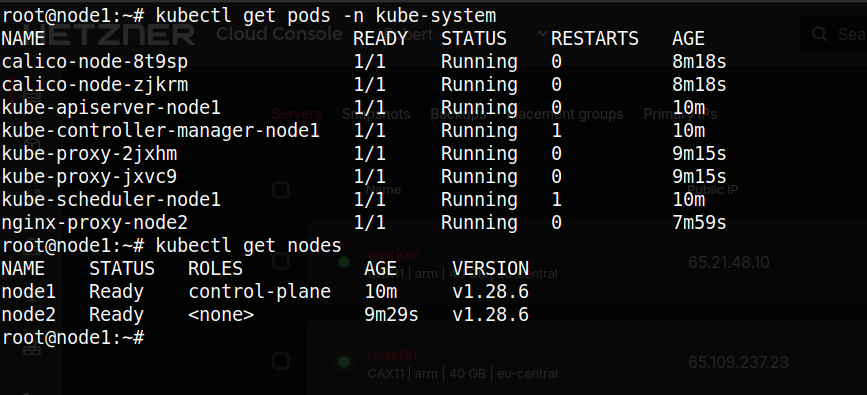 root@node1:~# kubectl get pods -n kube-system
HETZNER Cloud Console
Sea
NAME READY STATUS RESTARTS AGE
calico-node-8t9sp 1/1 Running 0 8m18s
calico-node-zjkrm 1/1 Running 0 8m18s
kube-apiserver-node1 1/1 Running 0 10m
Servers Snapshots Backups Placement groups Primary IPs
kube-controller-manager-node1 1/1 Running 1 10m
kube-proxy-2jxhm 1/1 Running 0 9m15s
kube-proxy-jxvc9 1/1 Running 0 9m15s
Name Public IP
kube-scheduler-node1 1/1 Running 1 10m
nginx-proxy-node2 1/1 Running 0 7m59s
root@node1:~# kubectl get nodes
worker
65.21.48.10
NAME STATUS ROLES AGE VERSION
CAX11 | arm | 40 GB | eu-central
node1 Ready control-plane 10m v1.28.6
node2 Ready <none> 9m29s v1.28.6
root@node1:~#
master
65.109.237.23
CAX11 | arm | 40 GB | eu-central